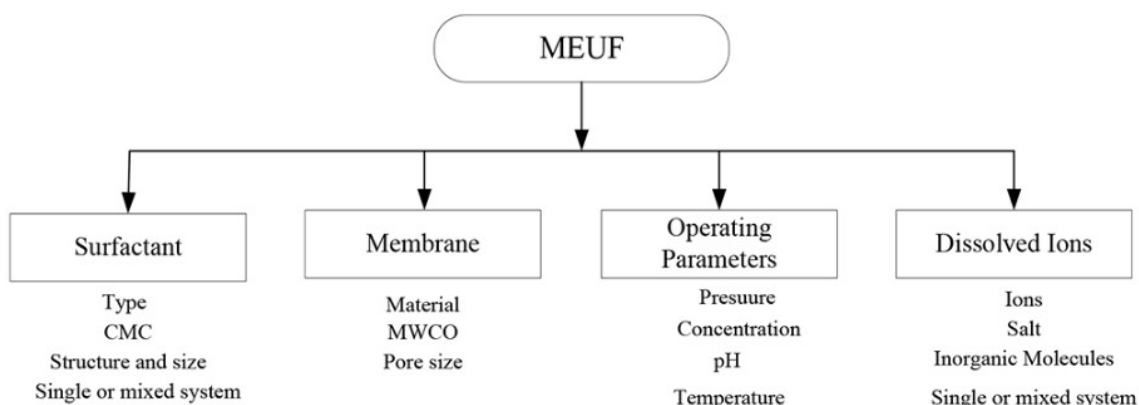 MEUF
Surfactant
Type
CMC
Structure and size
Single or mixed system
Membrane
Material
MWCO
Pore size
Operating
Parameters
Presuure
Concentration
pH
Temperature
Dissolved Ions
Ions
Salt
Inorganic Molecules
Single or mixed system